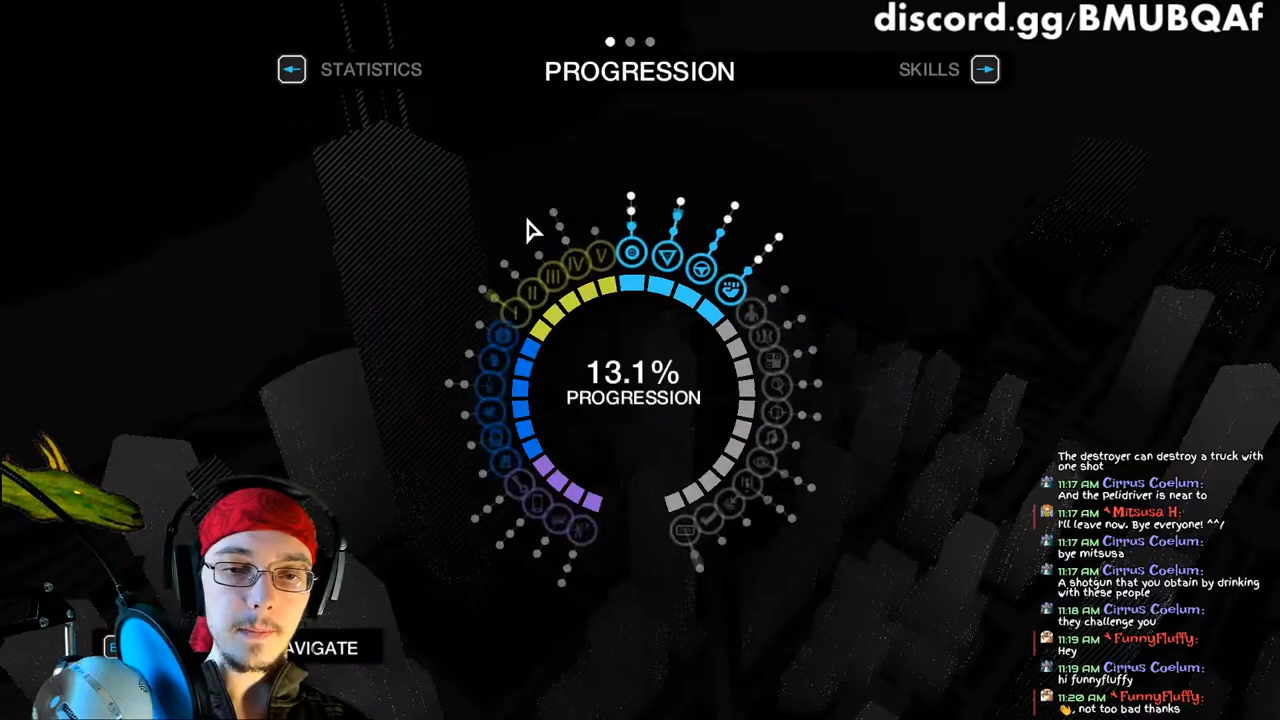 discord.gg/BMUBQAf
STATISTICS
PROGRESSION
SKILLS
I II III IV V
13.1%
PROGRESSION
AVIGATE
The destroyer can destroy a truck with
one shot
11:17 AM Cirrus Coelum:
And the Pelidriver is near to
11:17 AM Mitsusa H:
I'll leave now. Bye everyone! ^^/
11:17 AM Cirrus Coelum:
bye mitsusa
11:17 AM Cirrus Coelum:
A shotgun that you obtain by drinking
with these people
11:18 AM Cirrus Coelum:
they challenge you
11:19 AM FunnyFluffy:
Hey
11:19 AM Cirrus Coelum:
hi funnyfluffy
11:20 AM FunnyFluffy:
👋, not too bad thanks